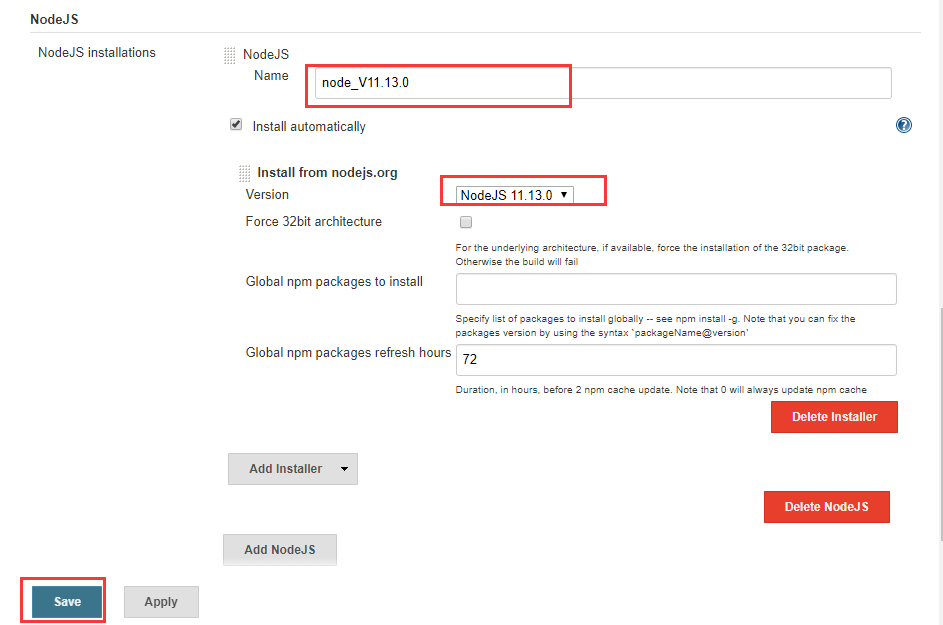 NodeJS
NodeJS installations
NodeJS
Name
node_V11.13.0
Install automatically
?
Install from nodejs.org
Version
NodeJS 11.13.0
Force 32bit architecture
For the underlying architecture, if available, force the installation of the 32bit package.
Otherwise the build will fail
Global npm packages to install
Specify list of packages to install globally -- see npm install -g. Note that you can fix the
packages version by using the syntax `packageName@version`
Global npm packages refresh hours
72
Duration, in hours, before 2 npm cache update. Note that 0 will always update npm cache
Delete Installer
Add Installer
Delete NodeJS
Add NodeJS
Save
Apply